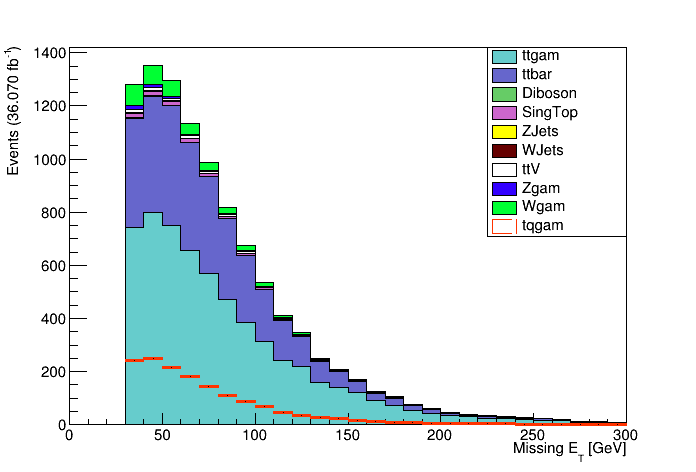 Events (36.070 fb-1)
1400
1200
1000
800
600
400
200
0
ttgam
ttbar
Diboson
SingTop
ZJets
WJets
ttV
Zgam
Wgam
tqgam
0 50 100 150 200 250 300
Missing ET [GeV]